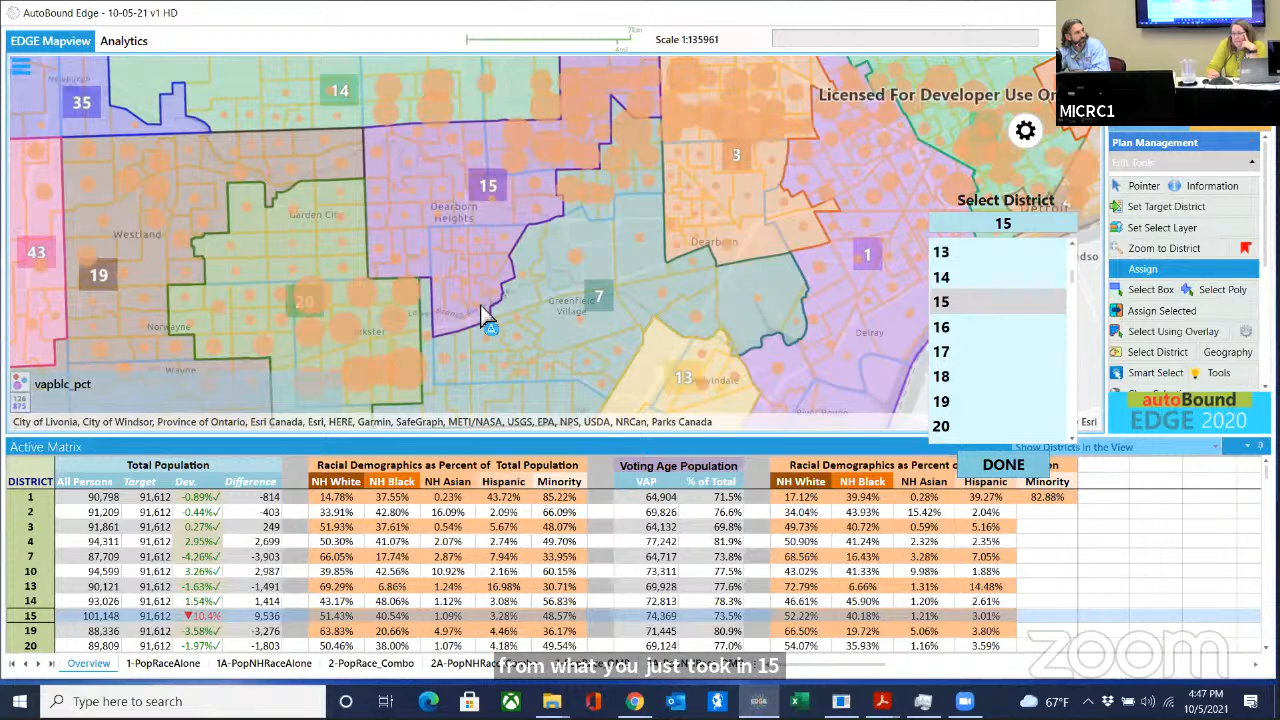 AutoBound Edge - 10-05-21 v1 HD
EDGE Mapview Analytics
7km
4mi
Scale 1:135961
MICRC1
Licensed For Developer Use On
Newburgh
35
14
3
15
Dearborn
Heights
Garden City
Westland
19
43
20
Inkster
Norwayne
Wayne
7
Greenfield
Village
Dearborn
1
Delray
13
River Rouge
Detroit
vapblc_pct
City of Livonia, City of Windsor, Province of Ontario, Esri Canada, Esri, HERE, Garmin, SafeGraph, METI/NASA, USGS, EPA, NPS, USDA, NRCan, Parks Canada
Select District
15
13
14
15
16
17
18
19
20
DONE
Plan Management
Edit Tools
Pointer Information
Set Target District
Set Select Layer
Zoom to District
Assign
Select Box Select Poly
Assign Selected
Select Using Overlay
Select District Geography
Smart Select Tools
autoBound
EDGE 2020
Active Matrix
Show Districts In the View
Total Population Racial Demographics as Percent of Total Population Voting Age Population Racial Demographics as Percent o
DISTRICT All Persons Target Dev. Difference NH White NH Black NH Asian Hispanic Minority VAP % of Total NH White NH Black NH Asian Hispanic Minority
1 90,798 91,612 -0.89%✓ -814 14.78% 37.55% 0.23% 43.72% 85.22% 64,904 71.5% 17.12% 39.94% 0.28% 39.27% 82.88%
2 91,209 91,612 -0.44%✓ -403 33.91% 42.80% 16.09% 2.09% 66.09% 69,826 76.6% 34.04% 43.93% 15.42% 2.04%
3 91,861 91,612 0.27%✓ 249 51.93% 37.61% 0.54% 5.67% 48.07% 64,132 69.8% 49.73% 40.72% 0.59% 5.16%
4 94,311 91,612 2.95%✓ 2,699 50.30% 41.07% 2.07% 2.74% 49.70% 77,242 81.9% 50.90% 41.24% 2.32% 2.35%
7 87,709 91,612 -4.26%✓ -3,903 66.05% 17.74% 2.87% 7.94% 33.95% 64,717 73.8% 68.56% 16.43% 3.28% 7.05%
10 94,599 91,612 3.26%✓ 2,987 39.85% 42.56% 10.92% 2.16% 60.15% 73,311 77.5% 43.02% 41.33% 9.98% 1.88%
13 90,121 91,612 -1.63%✓ -1,491 69.29% 6.86% 1.24% 16.98% 30.71% 69,928 77.6% 72.79% 6.66% 1.31% 14.48%
14 93,026 91,612 1.54%✓ 1,414 43.17% 48.06% 1.12% 3.08% 56.83% 72,813 78.3% 46.61% 45.90% 1.20% 2.61%
15 101,148 91,612 ▼10.4% 9,536 51.43% 40.54% 1.09% 3.28% 48.57% 74,369 73.5% 52.22% 40.18% 1.21% 3.01%
19 88,336 91,612 -3.58%✓ -3,276 63.83% 20.66% 4.97% 4.46% 36.17% 71,445 80.9% 66.50% 19.72% 5.06% 3.80%
20 89,809 91,612 -1.97%✓ -1,803 50.46% 38.00% 1.07% 4.18% 49.54% 69,124 77.0% 54.07% 35.93% 1.16% 3.59%
Overview 1-PopRaceAlone 1A-PopNHRaceAlone 2-PopRace_Combo 2A-PopNHRac
from what you just took in 15
zoom
Type here to search
EDGE
67°F
4:47 PM
10/5/2021